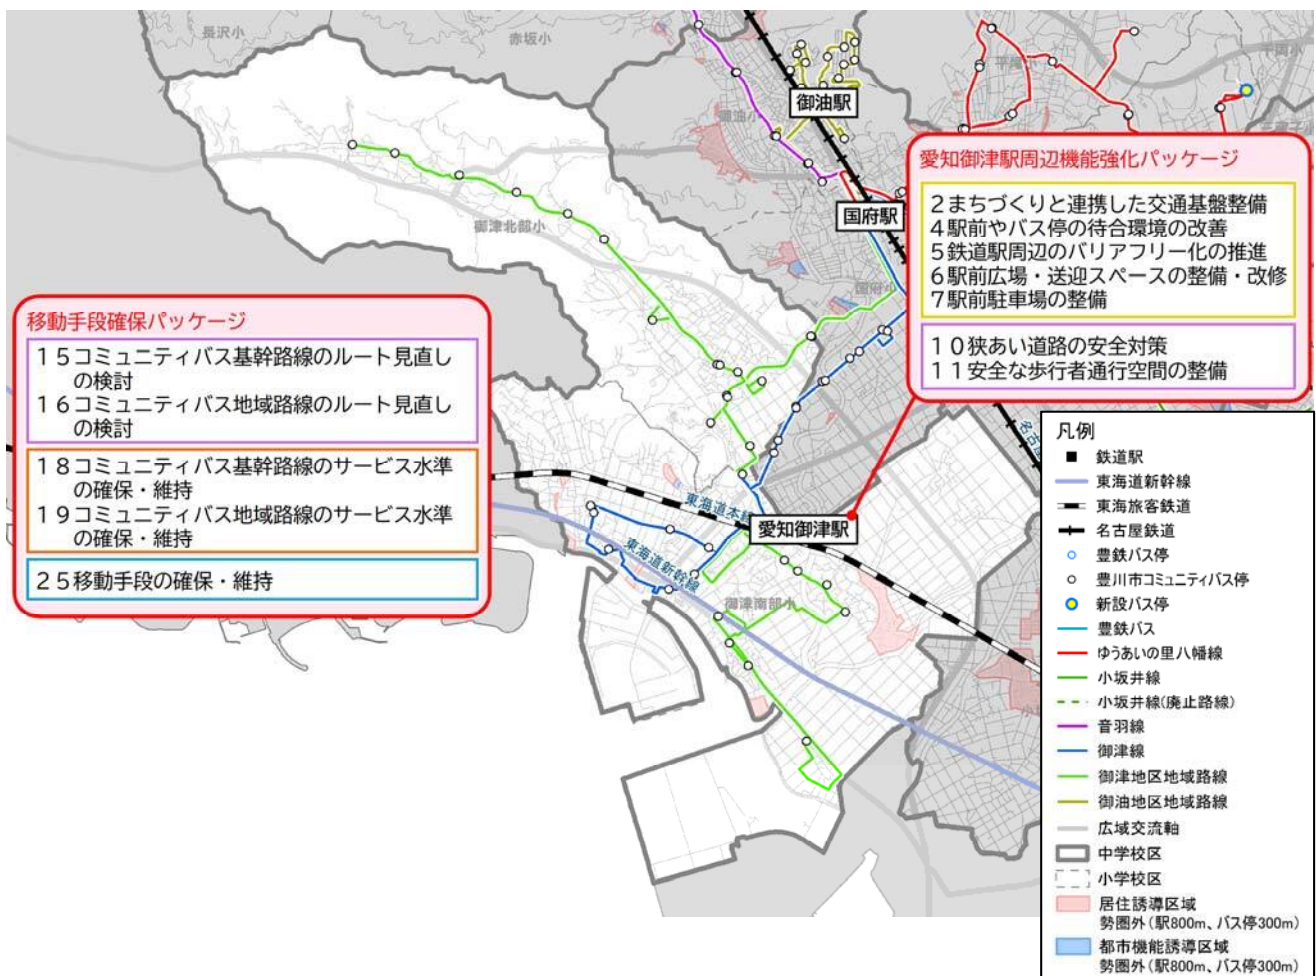 長沢小
赤坂小
平尾小
千両小
御油駅
御油小
国府駅
御津北部小
国府小
愛知御津駅周辺機能強化パッケージ
2まちづくりと連携した交通基盤整備
4駅前やバス停の待合環境の改善
5鉄道駅周辺のバリアフリー化の推進
6駅前広場・送迎スペースの整備・改修
7駅前駐車場の整備
10狭あい道路の安全対策
11安全な歩行者通行空間の整備
移動手段確保パッケージ
15コミュニティバス基幹路線のルート見直し
の検討
16コミュニティバス地域路線のルート見直し
の検討
18コミュニティバス基幹路線のサービス水準
の確保・維持
19コミュニティバス地域路線のサービス水準
の確保・維持
25移動手段の確保・維持
東海道本線
愛知御津駅
東海道新幹線
御津南部小
凡例
鉄道駅
東海道新幹線
東海旅客鉄道
名古屋鉄道
豊鉄バス停
豊川市コミュニティバス停
新設バス停
豊鉄バス
ゆうあいの里八幡線
小坂井線
小坂井線(廃止路線)
音羽線
御津線
御津地区地域路線
御油地区地域路線
広域交流軸
中学校区
小学校区
居住誘導区域
勢圏外(駅800m、バス停300m)
都市機能誘導区域
勢圏外(駅800m、バス停300m)